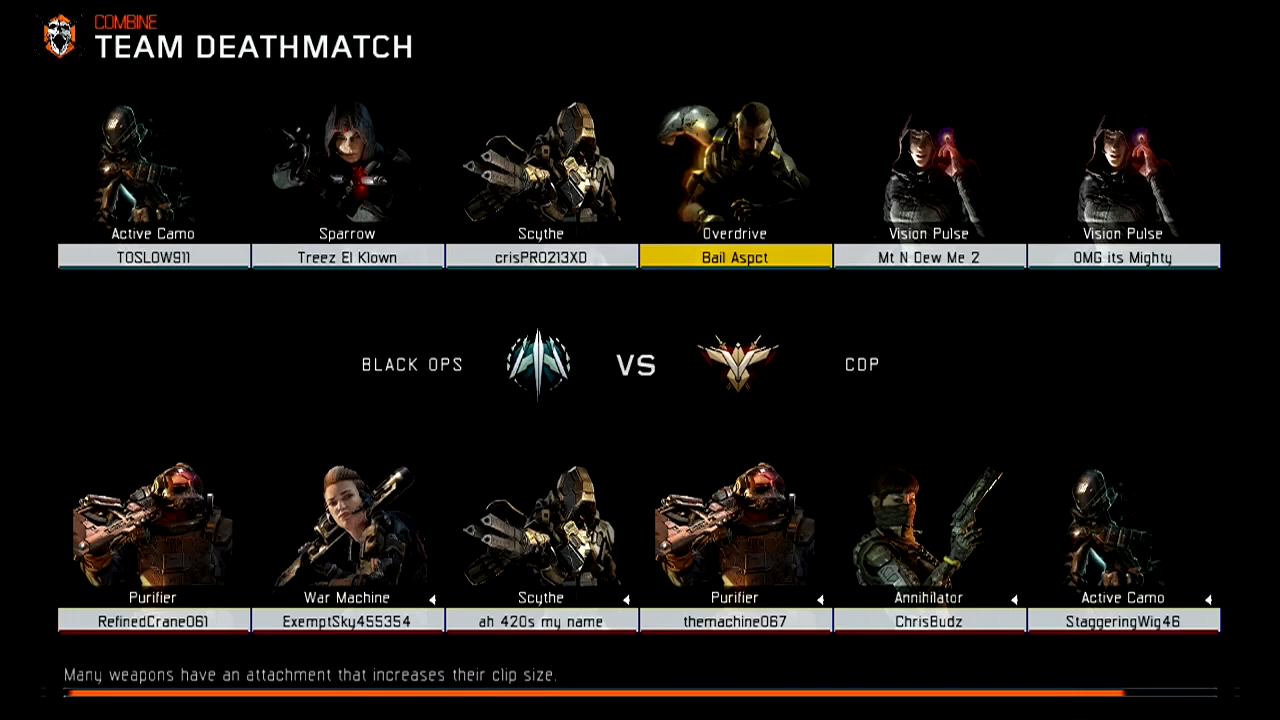 COMBINE
TEAM DEATHMATCH
Active Camo Sparrow Scythe Overdrive Vision Pulse Vision Pulse
TOSLOW911 Treez El Klown crisPRO213XD Bail Aspct Mt N Dew Me 2 OMG its Mighty
BLACK OPS VS CDP
Purifier War Machine Scythe Purifier Annihilator Active Camo
RefinedCrane061 ExemptSky455354 ah 420s my name themachine067 ChrisBudz StaggeringWig46
Many weapons have an attachment that increases their clip size.